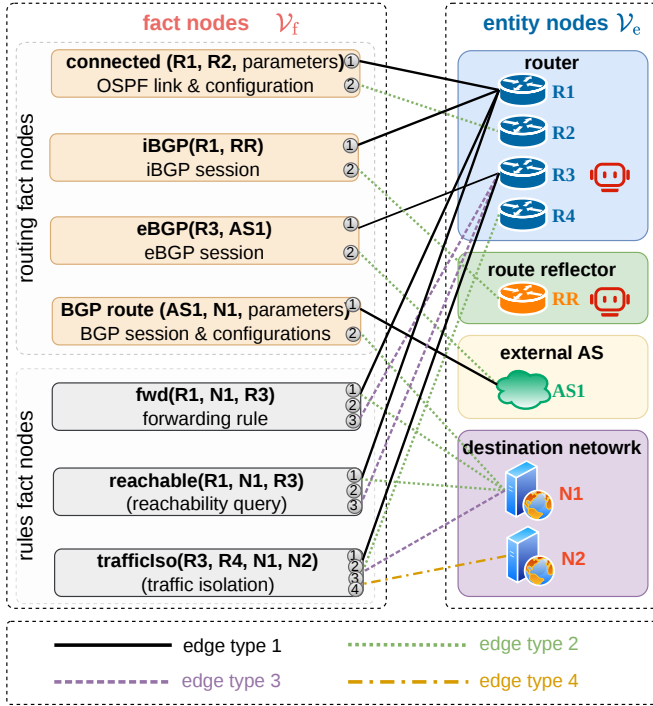 fact nodes 𝒱f
entity nodes 𝒱e
routing fact nodes
connected (R1, R2, parameters)
OSPF link & configuration
1
2
iBGP(R1, RR)
iBGP session
1
2
eBGP(R3, AS1)
eBGP session
1
2
BGP route (AS1, N1, parameters)
BGP session & configurations
1
2
rules fact nodes
fwd(R1, N1, R3)
forwarding rule
1
2
3
reachable(R1, N1, R3)
(reachability query)
1
2
3
trafficIso(R3, R4, N1, N2)
(traffic isolation)
1
2
3
4
router
R1
R2
R3
R4
route reflector
RR
external AS
AS1
destination netowrk
N1
N2
edge type 1
edge type 2
edge type 3
edge type 4